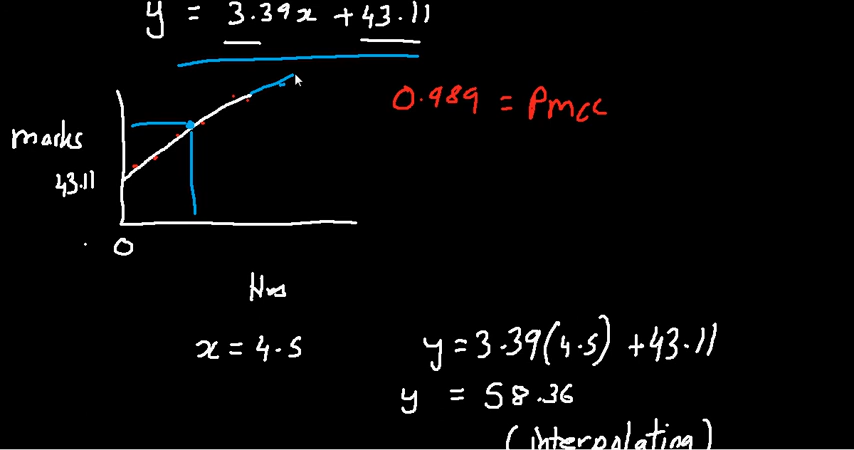 y = 3.39x + 43.11
0.989 = PMCC
marks
43.11
0
Hrs
x = 4.5
y = 3.39(4.5) + 43.11
y = 58.36
(interpolating)